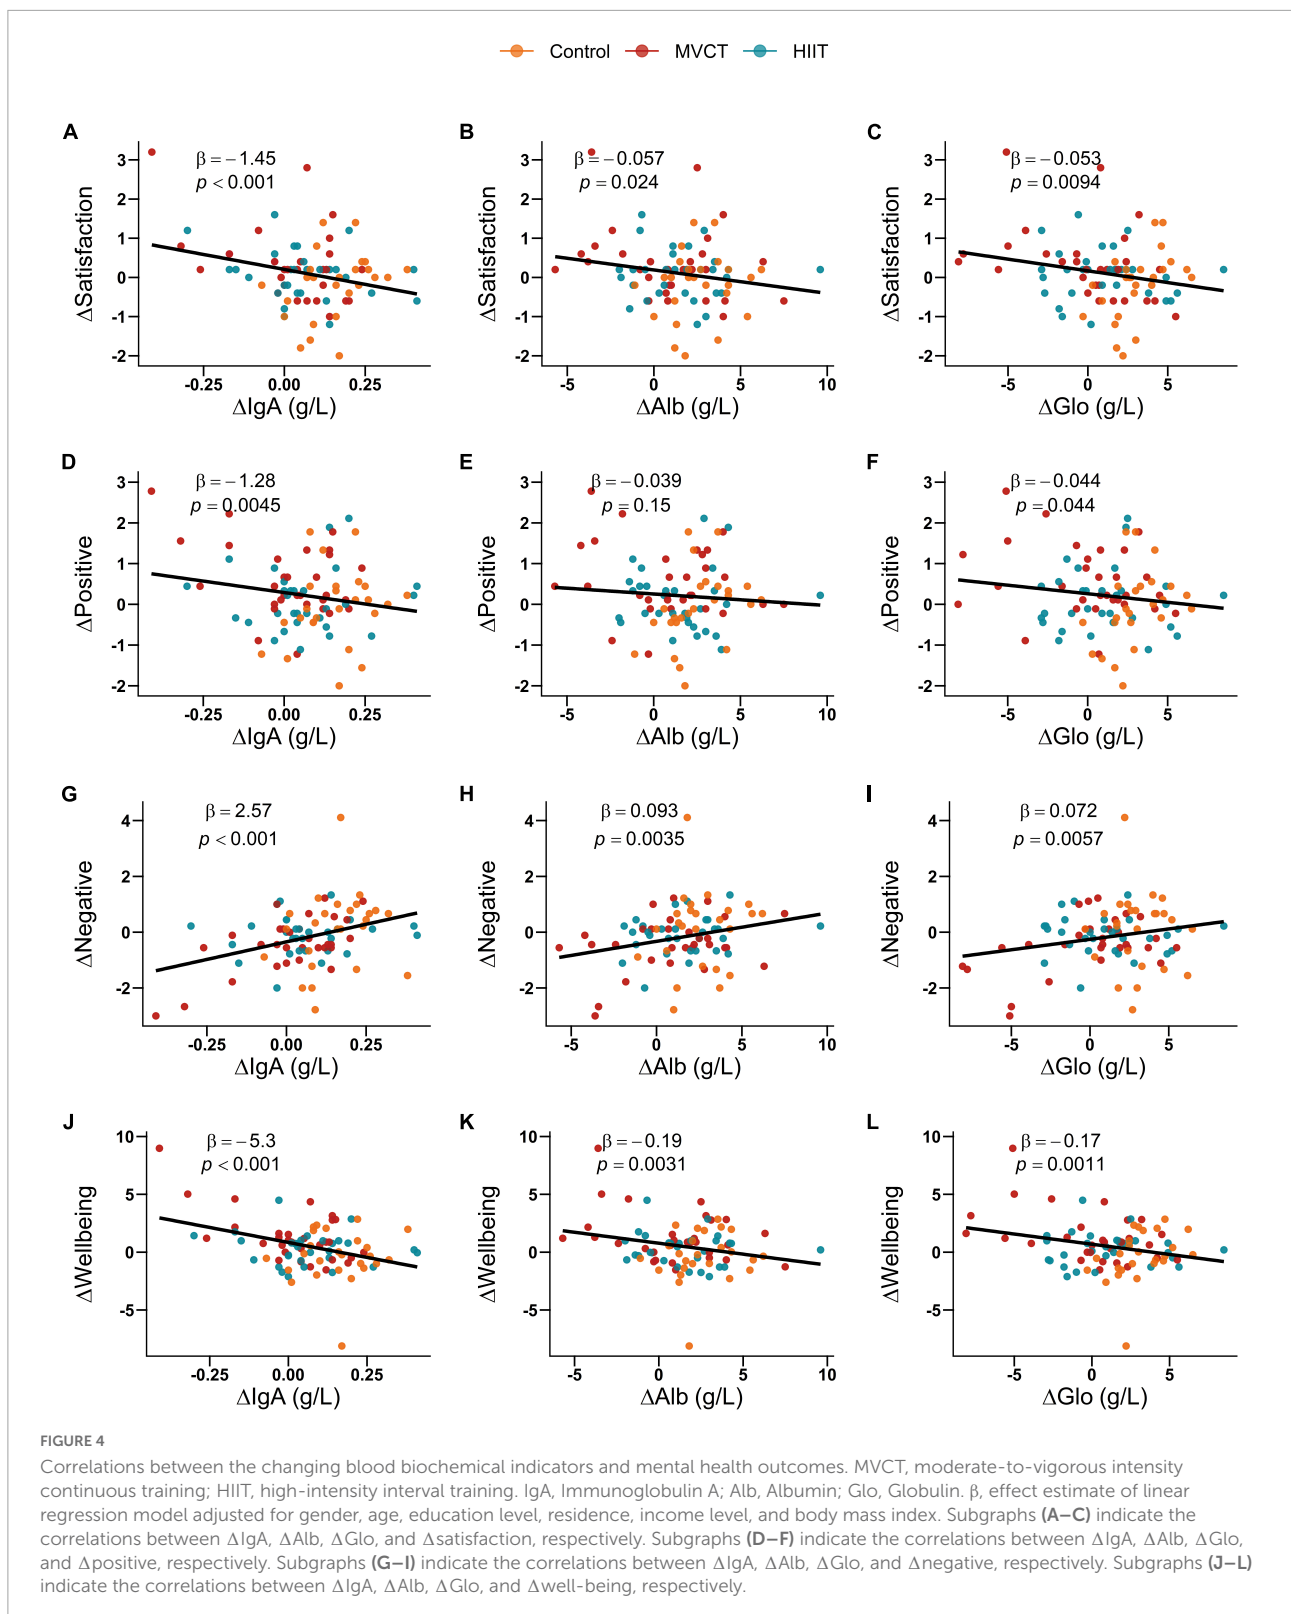 Control MVCT HIIT
A
β = −1.45
p < 0.001
ΔSatisfaction
3
2
1
0
-1
-2
-0.25 0.00 0.25
ΔIgA (g/L)
B
β = −0.057
p = 0.024
ΔSatisfaction
3
2
1
0
-1
-2
-5 0 5 10
ΔAlb (g/L)
C
β = −0.053
p = 0.0094
ΔSatisfaction
3
2
1
0
-1
-2
-5 0 5
ΔGlo (g/L)
D
β = −1.28
p = 0.0045
ΔPositive
3
2
1
0
-1
-2
-0.25 0.00 0.25
ΔIgA (g/L)
E
β = −0.039
p = 0.15
ΔPositive
3
2
1
0
-1
-2
-5 0 5 10
ΔAlb (g/L)
F
β = −0.044
p = 0.044
ΔPositive
3
2
1
0
-1
-2
-5 0 5
ΔGlo (g/L)
G
β = 2.57
p < 0.001
ΔNegative
4
2
0
-2
-0.25 0.00 0.25
ΔIgA (g/L)
H
β = 0.093
p = 0.0035
ΔNegative
4
2
0
-2
-5 0 5 10
ΔAlb (g/L)
I
β = 0.072
p = 0.0057
ΔNegative
4
2
0
-2
-5 0 5
ΔGlo (g/L)
J
β = −5.3
p < 0.001
ΔWellbeing
10
5
0
-5
-0.25 0.00 0.25
ΔIgA (g/L)
K
β = −0.19
p = 0.0031
ΔWellbeing
10
5
0
-5
-5 0 5 10
ΔAlb (g/L)
L
β = −0.17
p = 0.0011
ΔWellbeing
10
5
0
-5
-5 0 5
ΔGlo (g/L)
FIGURE 4
Correlations between the changing blood biochemical indicators and mental health outcomes. MVCT, moderate-to-vigorous intensity
continuous training; HIIT, high-intensity interval training. IgA, Immunoglobulin A; Alb, Albumin; Glo, Globulin. β, effect estimate of linear
regression model adjusted for gender, age, education level, residence, income level, and body mass index. Subgraphs (A–C) indicate the
correlations between ΔIgA, ΔAlb, ΔGlo, and Δsatisfaction, respectively. Subgraphs (D–F) indicate the correlations between ΔIgA, ΔAlb, ΔGlo,
and Δpositive, respectively. Subgraphs (G–I) indicate the correlations between ΔIgA, ΔAlb, ΔGlo, and Δnegative, respectively. Subgraphs (J–L)
indicate the correlations between ΔIgA, ΔAlb, ΔGlo, and Δwell-being, respectively.